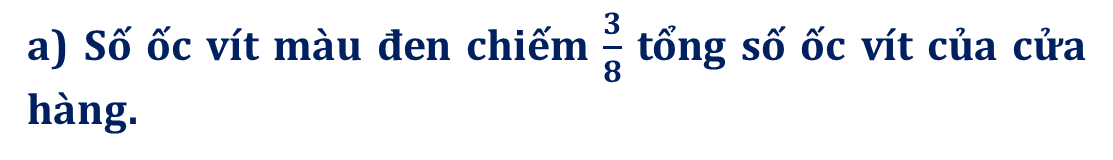 a) Số ốc vít màu đen chiếm 3/8 tổng số ốc vít của cửa
hàng.